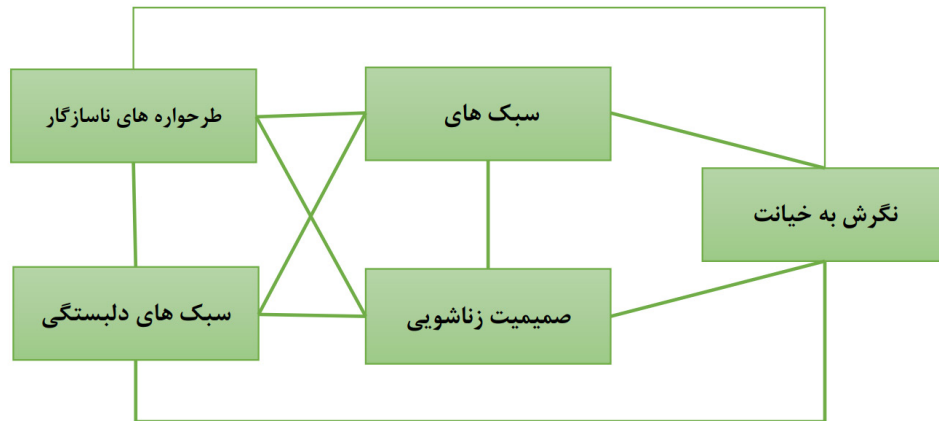 سبک های
طرحواره های ناسازگار
نگرش به خیانت
صمیمیت زناشویی
سبک های دلبستگی